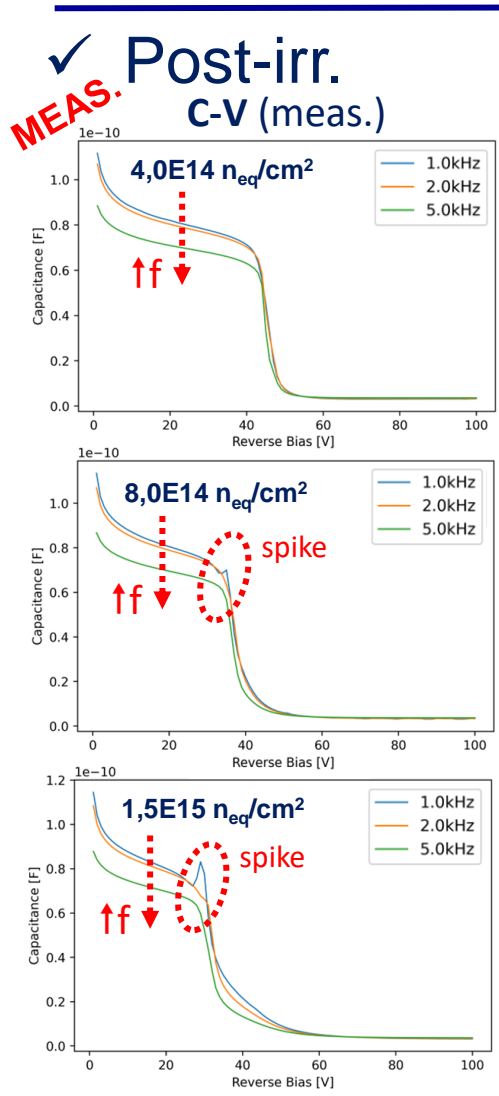 ✓ Post-irr.
MEAS.
C-V (meas.)
1e−10
4,0E14 n_eq/cm²
1.0kHz
2.0kHz
5.0kHz
↑f
Capacitance [F]
1.0
0.8
0.6
0.4
0.2
0.0
0 20 40 60 80 100
Reverse Bias [V]
1e−10
8,0E14 n_eq/cm²
1.0kHz
2.0kHz
5.0kHz
spike
↑f
Capacitance [F]
1.0
0.8
0.6
0.4
0.2
0.0
0 20 40 60 80 100
Reverse Bias [V]
1e−10
1,5E15 n_eq/cm²
1.0kHz
2.0kHz
5.0kHz
spike
↑f
Capacitance [F]
1.2
1.0
0.8
0.6
0.4
0.2
0.0
0 20 40 60 80 100
Reverse Bias [V]